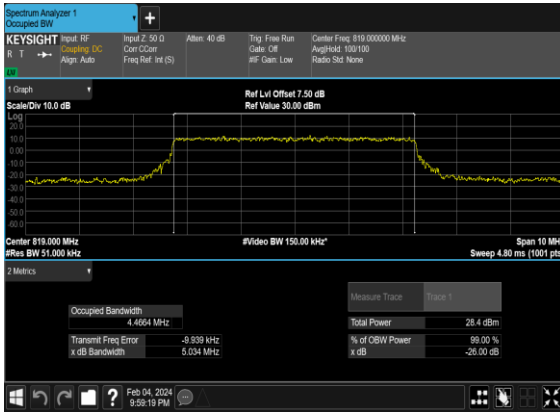 Spectrum Analyzer 1
Occupied BW
+
KEYSIGHT
R T
LXI
Input: RF
Coupling: DC
Align: Auto
Input Z: 50 Ω
Corr CCorr
Freq Ref: Int (S)
Atten: 40 dB
Trig: Free Run
Gate: Off
#IF Gain: Low
Center Freq: 819.000000 MHz
Avg|Hold: 100/100
Radio Std: None
1 Graph
Scale/Div 10.0 dB
Ref Lvl Offset 7.50 dB
Ref Value 30.00 dBm
Log
20.0
10.0
0.00
-10.0
-20.0
-30.0
-40.0
-50.0
-60.0
Center 819.000 MHz
#Res BW 51.000 kHz
#Video BW 150.00 kHz*
Span 10 MH
Sweep 4.80 ms (1001 pts
2 Metrics
Measure Trace
Trace 1
Occupied Bandwidth
4.4664 MHz
Total Power
28.4 dBm
Transmit Freq Error
-9.939 kHz
% of OBW Power
99.00 %
x dB Bandwidth
5.034 MHz
x dB
-26.00 dB
?
Feb 04, 2024
9:59:19 PM